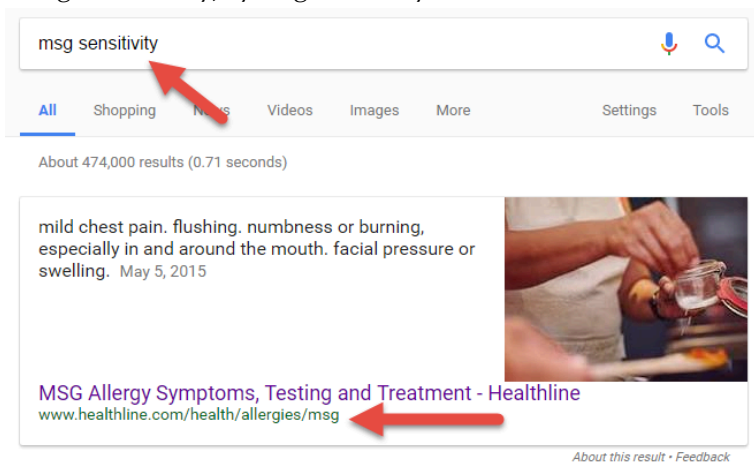 msg sensitivity
All Shopping News Videos Images More Settings Tools
About 474,000 results (0.71 seconds)
mild chest pain. flushing. numbness or burning,
especially in and around the mouth. facial pressure or
swelling. May 5, 2015
MSG Allergy Symptoms, Testing and Treatment - Healthline
www.healthline.com/health/allergies/msg
About this result • Feedback